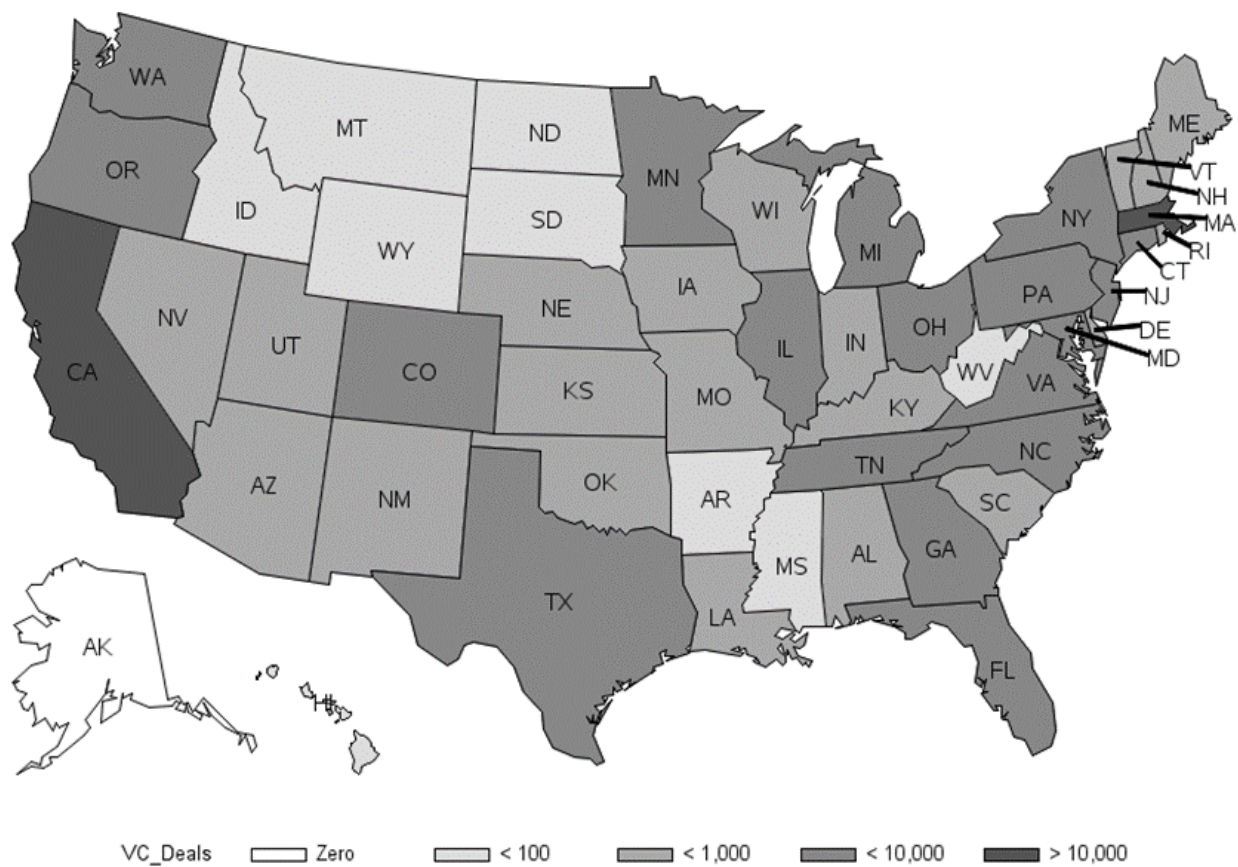 WA
MT
ND
MN
ME
OR
VT
ID
SD
WI
NH
NY
MA
WY
MI
RI
CT
IA
PA
NJ
NE
NV
OH
DE
UT
IL
IN
MD
CA
CO
WV
VA
KS
MO
KY
NC
TN
AZ
OK
NM
AR
SC
GA
AL
MS
TX
LA
AK
FL
HI
VC_Deals Zero < 100 < 1,000 < 10,000 > 10,000